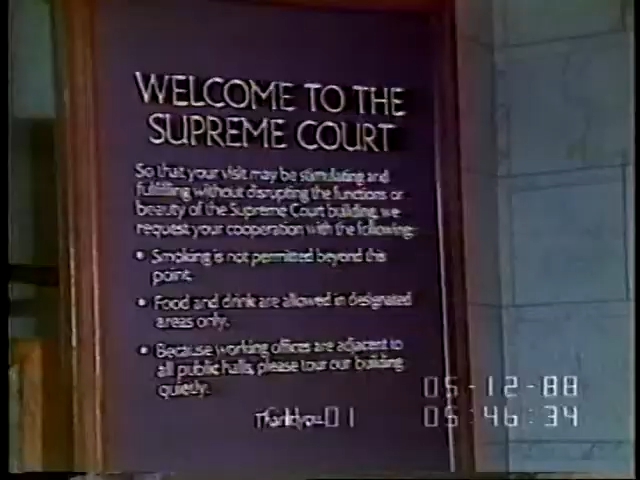 WELCOME TO THE
SUPREME COURT
So that your visit may be stimulating and
fulfilling without disrupting the functions or
beauty of the Supreme Court building, we
request your cooperation with the following:
• Smoking is not permitted beyond this
point.
• Food and drink are allowed in designated
areas only.
• Because working offices are adjacent to
all public halls, please tour our building
quietly.
Thank you
01
05-12-88
05:46:34